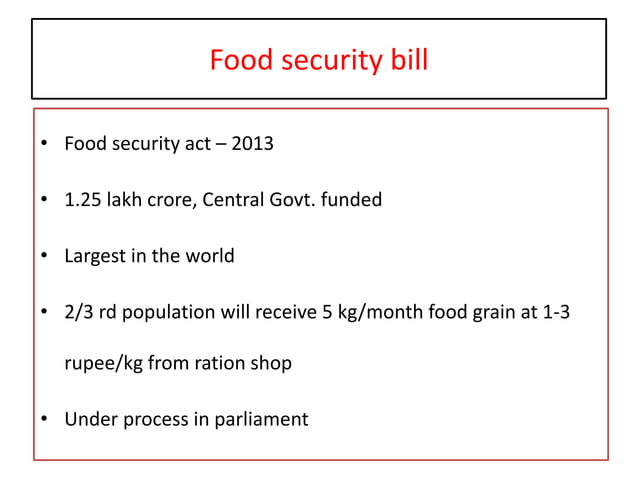 Food security bill
• Food security act – 2013
• 1.25 lakh crore, Central Govt. funded
• Largest in the world
• 2/3 rd population will receive 5 kg/month food grain at 1-3
rupee/kg from ration shop
• Under process in parliament